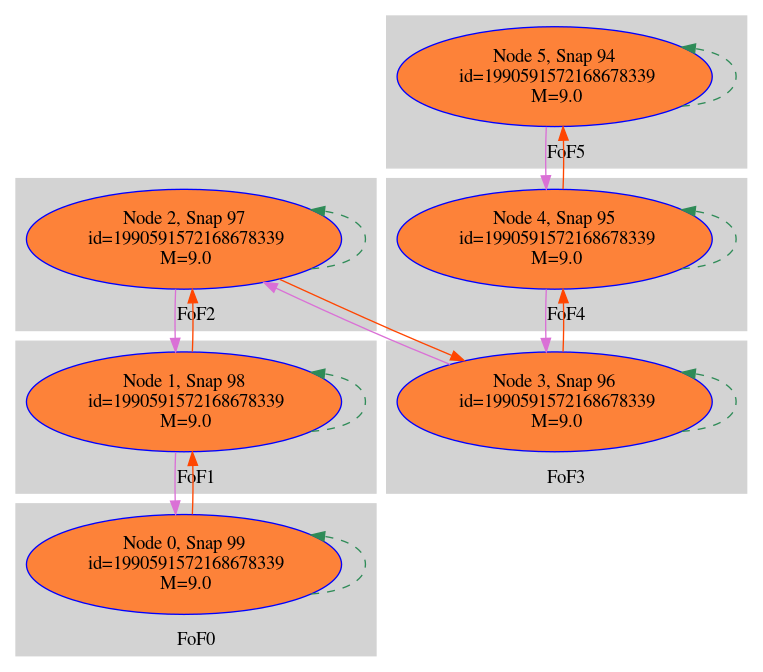 Node 5, Snap 94
id=1990591572168678339
M=9.0
FoF5
Node 2, Snap 97
id=1990591572168678339
M=9.0
FoF2
Node 4, Snap 95
id=1990591572168678339
M=9.0
FoF4
Node 1, Snap 98
id=1990591572168678339
M=9.0
FoF1
Node 3, Snap 96
id=1990591572168678339
M=9.0
FoF3
Node 0, Snap 99
id=1990591572168678339
M=9.0
FoF0